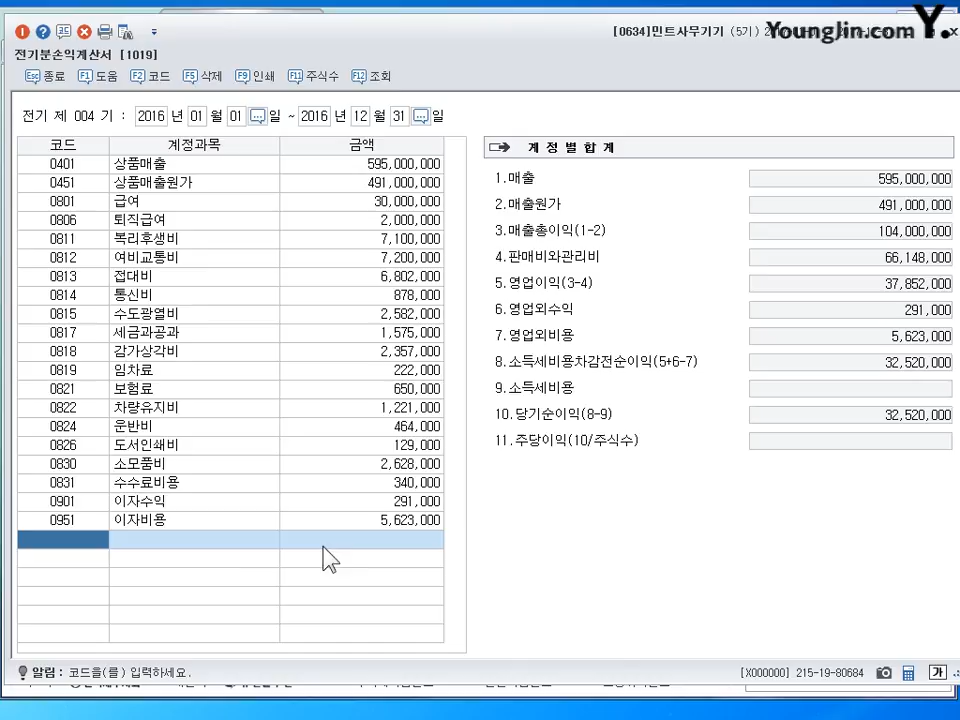 [0634]민트사무기기 (5기)
Younglin.com Y.
전기분손익계산서 [1019]
Esc 종료 F1 도움 F2 코드 F5 삭제 F9 인쇄 F11 주식수 F12 조회
전기 제 004 기 : 2016 년 01 월 01 일 ~ 2016 년 12 월 31 일
코드 계정과목 금액
0401 상품매출 595,000,000
0451 상품매출원가 491,000,000
0801 급여 30,000,000
0806 퇴직급여 2,000,000
0811 복리후생비 7,100,000
0812 여비교통비 7,200,000
0813 접대비 6,802,000
0814 통신비 878,000
0815 수도광열비 2,582,000
0817 세금과공과 1,575,000
0818 감가상각비 2,357,000
0819 임차료 222,000
0821 보험료 650,000
0822 차량유지비 1,221,000
0824 운반비 464,000
0826 도서인쇄비 129,000
0830 소모품비 2,628,000
0831 수수료비용 340,000
0901 이자수익 291,000
0951 이자비용 5,623,000
계 정 별 합 계
1.매출 595,000,000
2.매출원가 491,000,000
3.매출총이익(1-2) 104,000,000
4.판매비와관리비 66,148,000
5.영업이익(3-4) 37,852,000
6.영업외수익 291,000
7.영업외비용 5,623,000
8.소득세비용차감전순이익(5+6-7) 32,520,000
9.소득세비용
10.당기순이익(8-9) 32,520,000
11.주당이익(10/주식수)
알림 : 코드을(를) 입력하세요.
[X000000] 215-19-80684 가